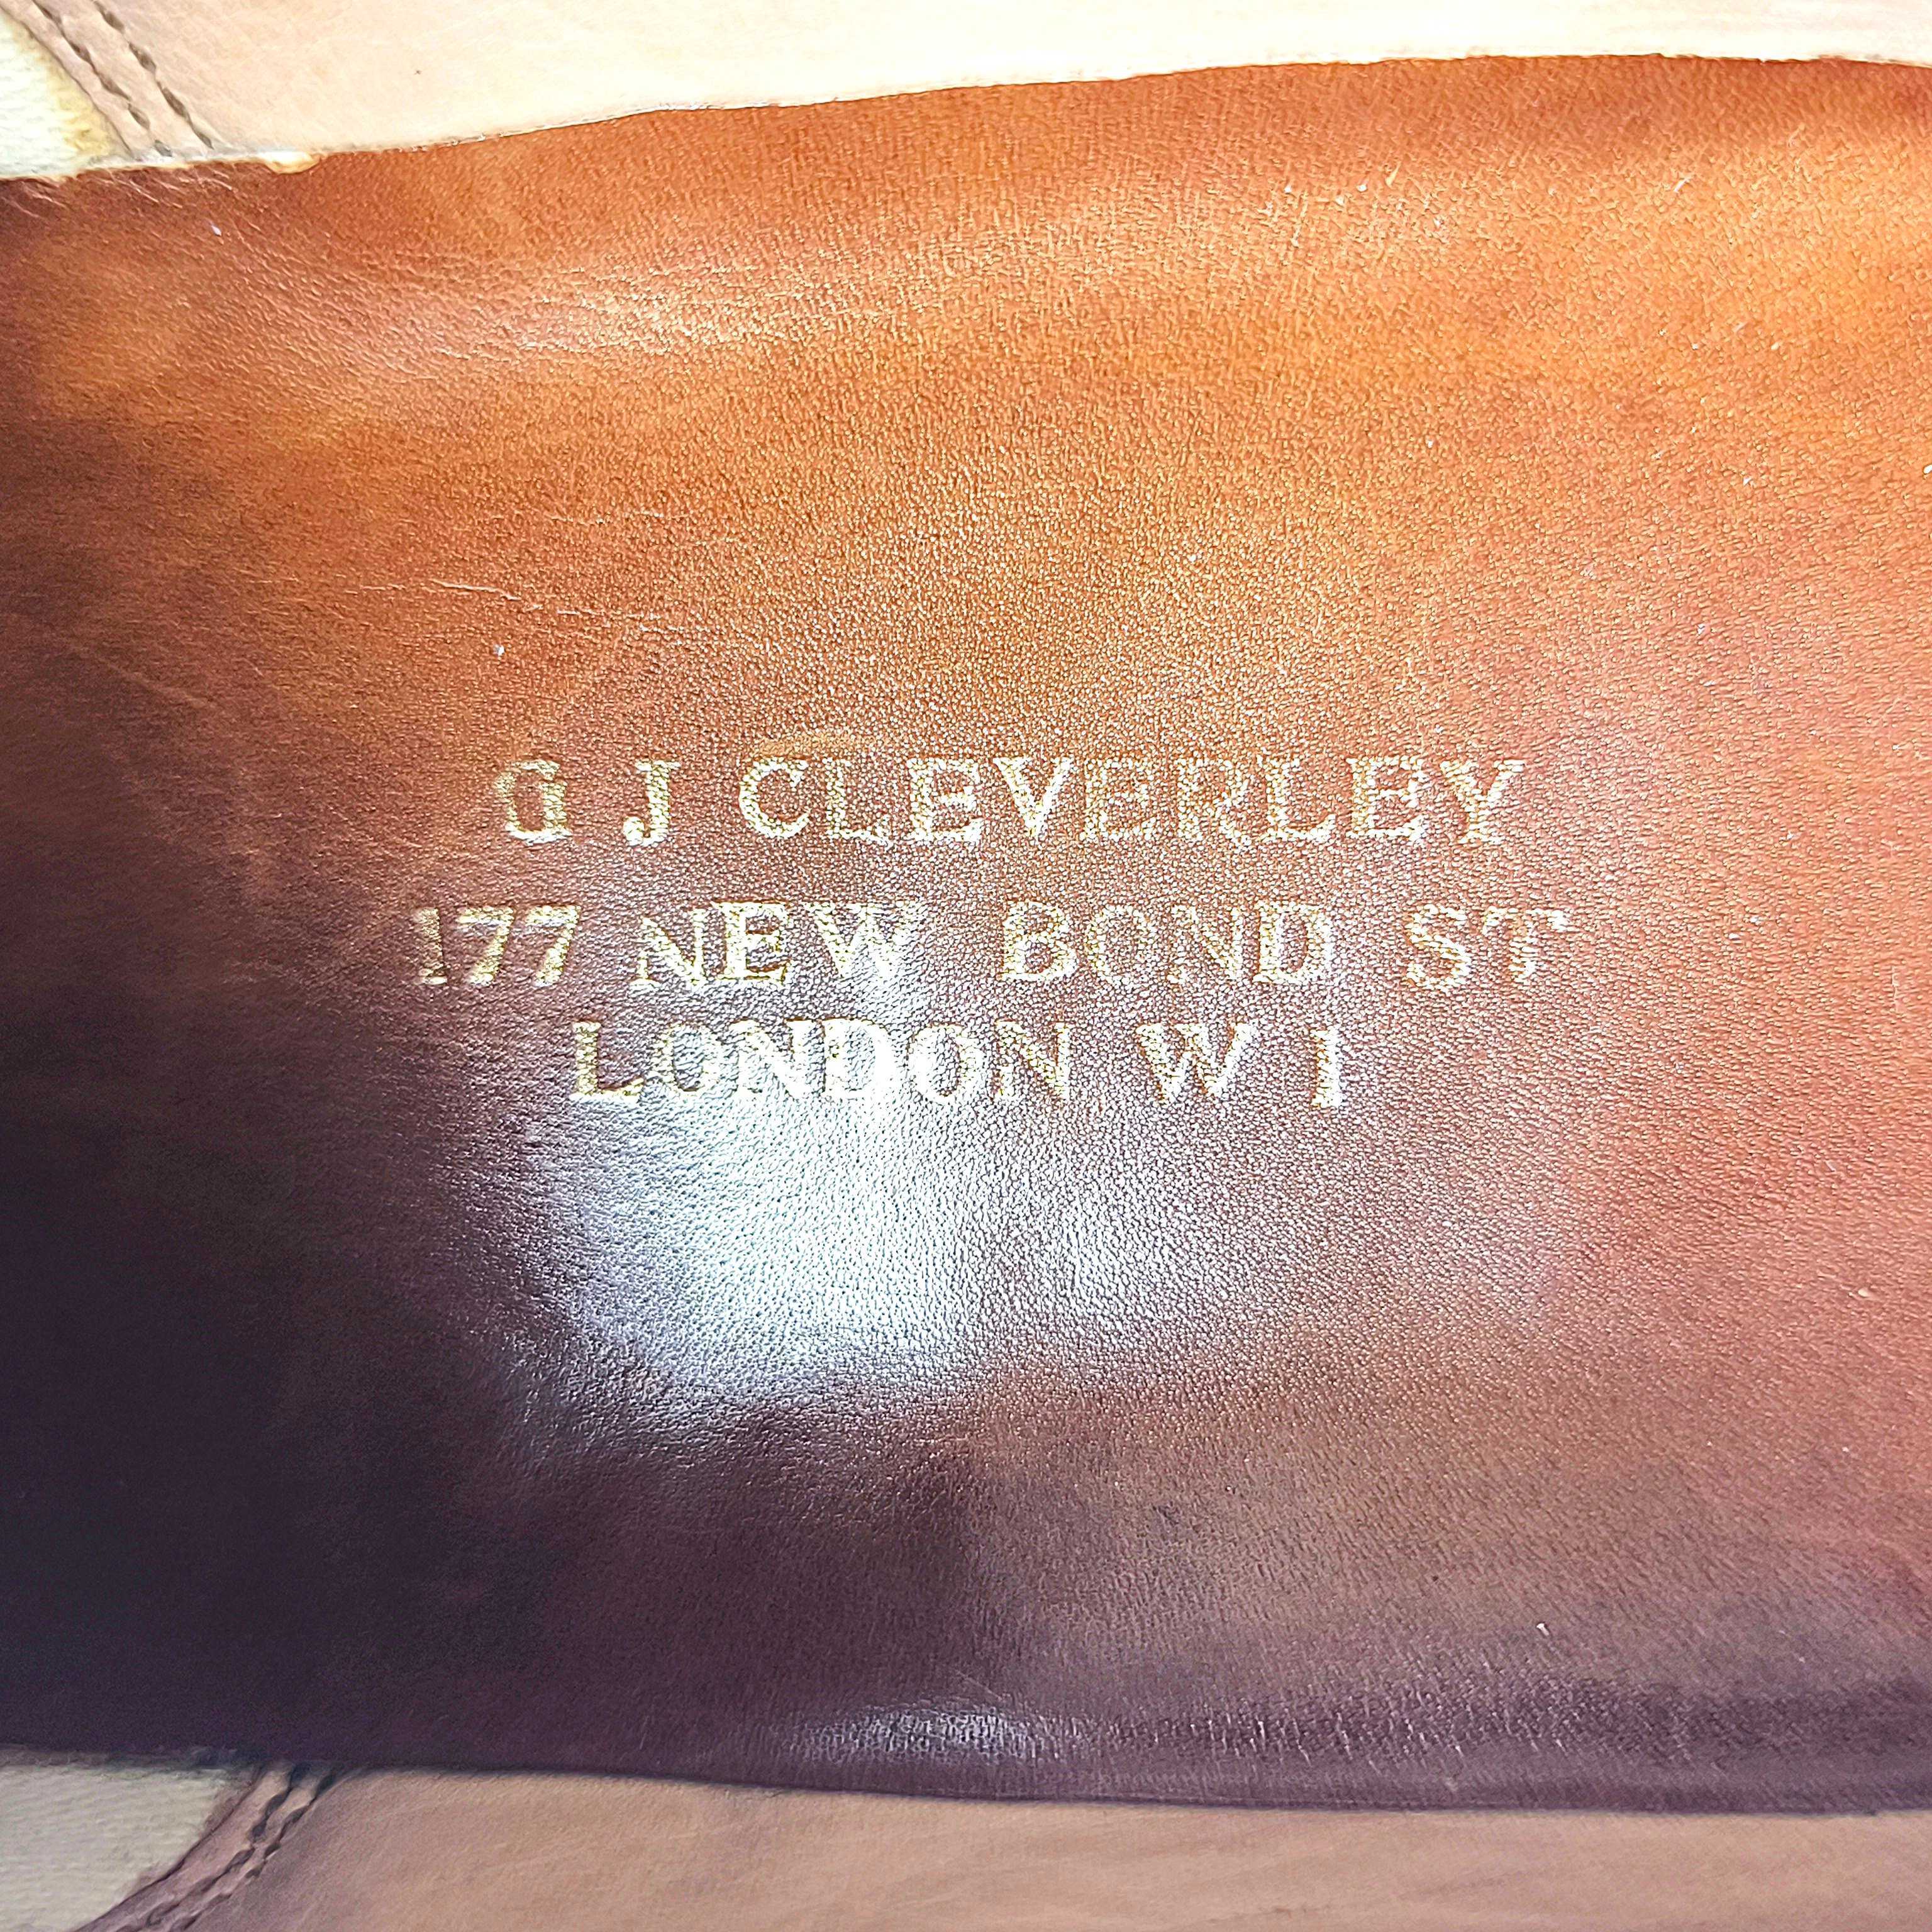 G J CLEVERLEY
177 NEW BOND ST
LONDON W 1